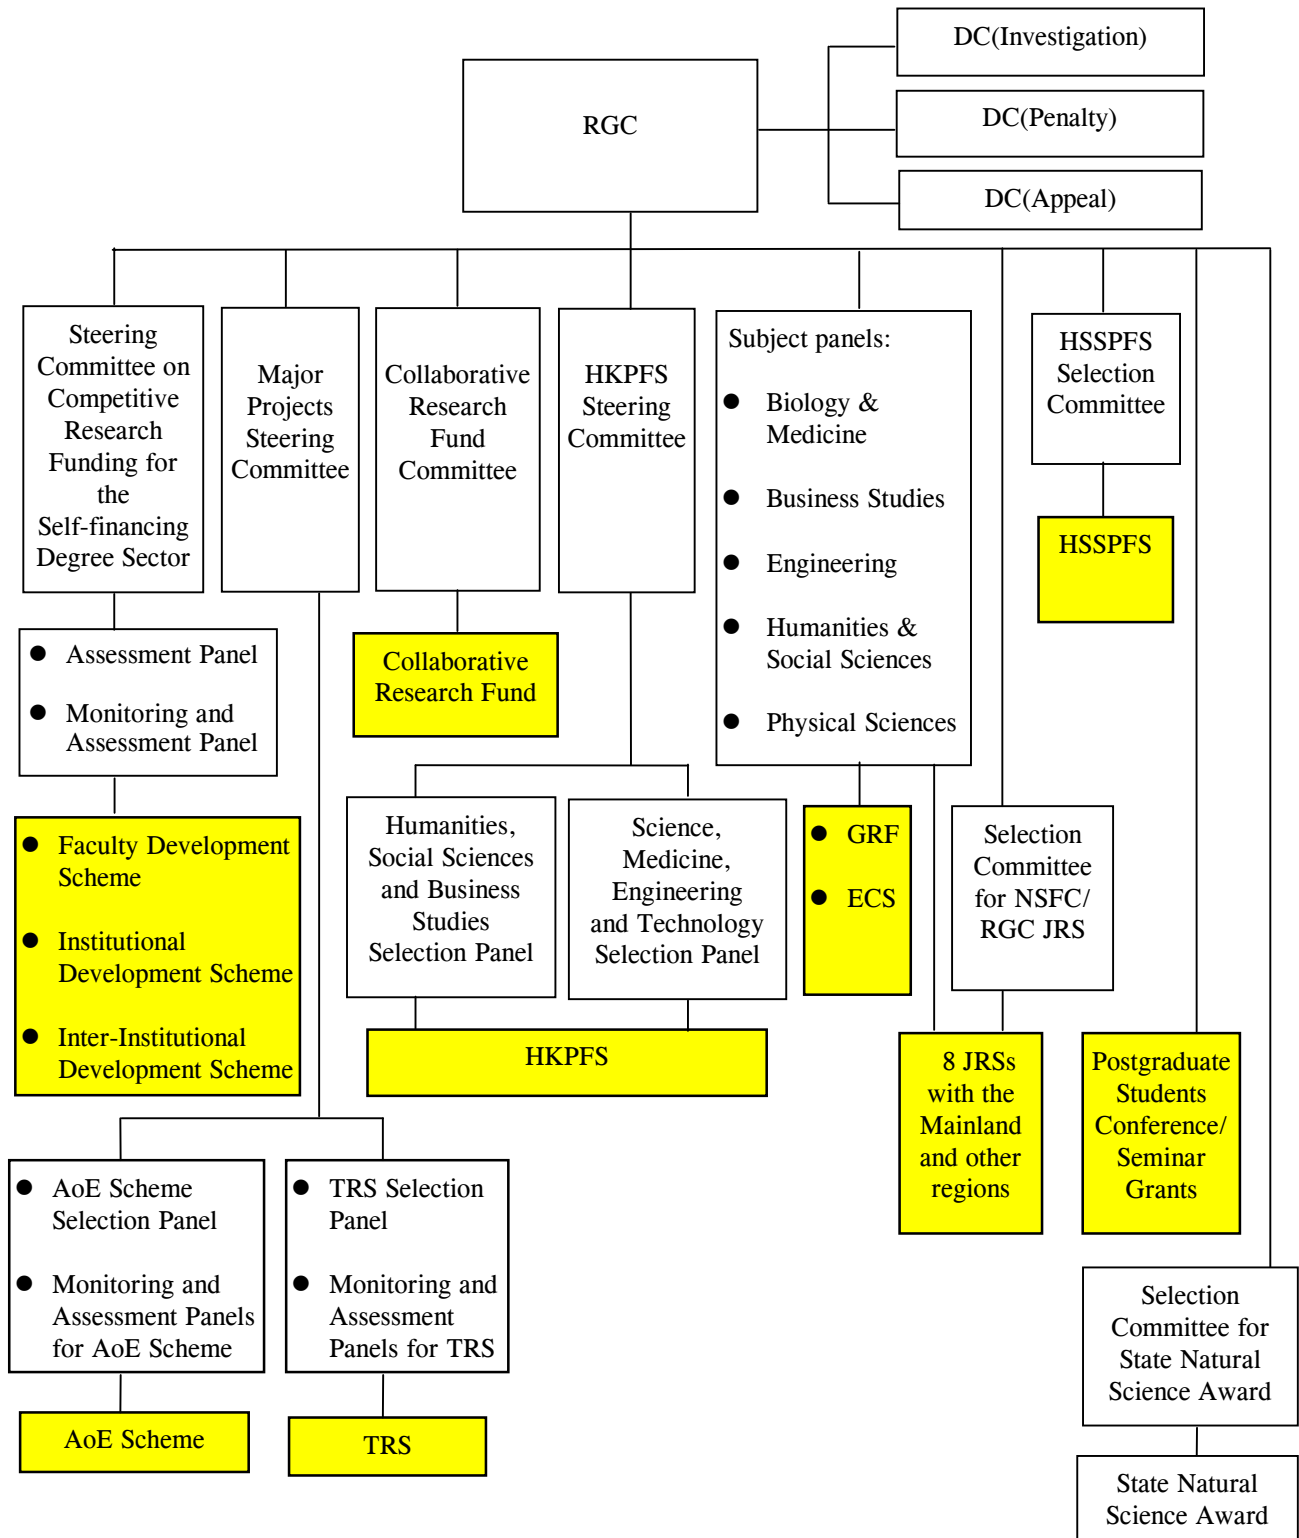 DC(Investigation)
RGC
DC(Penalty)
DC(Appeal)
Steering
Committee on
Competitive
Research
Funding for
the
Self-financing
Degree Sector
Major
Projects
Steering
Committee
Collaborative
Research
Fund
Committee
HKPFS
Steering
Committee
Subject panels:
● Biology &
Medicine
● Business Studies
● Engineering
● Humanities &
Social Sciences
● Physical Sciences
HSSPFS
Selection
Committee
HSSPFS
● Assessment Panel
● Monitoring and
Assessment Panel
Collaborative
Research Fund
● Faculty Development
Scheme
● Institutional
Development Scheme
● Inter-Institutional
Development Scheme
Humanities,
Social Sciences
and Business
Studies
Selection Panel
Science,
Medicine,
Engineering
and Technology
Selection Panel
HKPFS
● GRF
● ECS
Selection
Committee
for NSFC/
RGC JRS
8 JRSs
with the
Mainland
and other
regions
Postgraduate
Students
Conference/
Seminar
Grants
● AoE Scheme
Selection Panel
● Monitoring and
Assessment Panels
for AoE Scheme
● TRS Selection
Panel
● Monitoring and
Assessment
Panels for TRS
AoE Scheme
TRS
Selection
Committee for
State Natural
Science Award
State Natural
Science Award